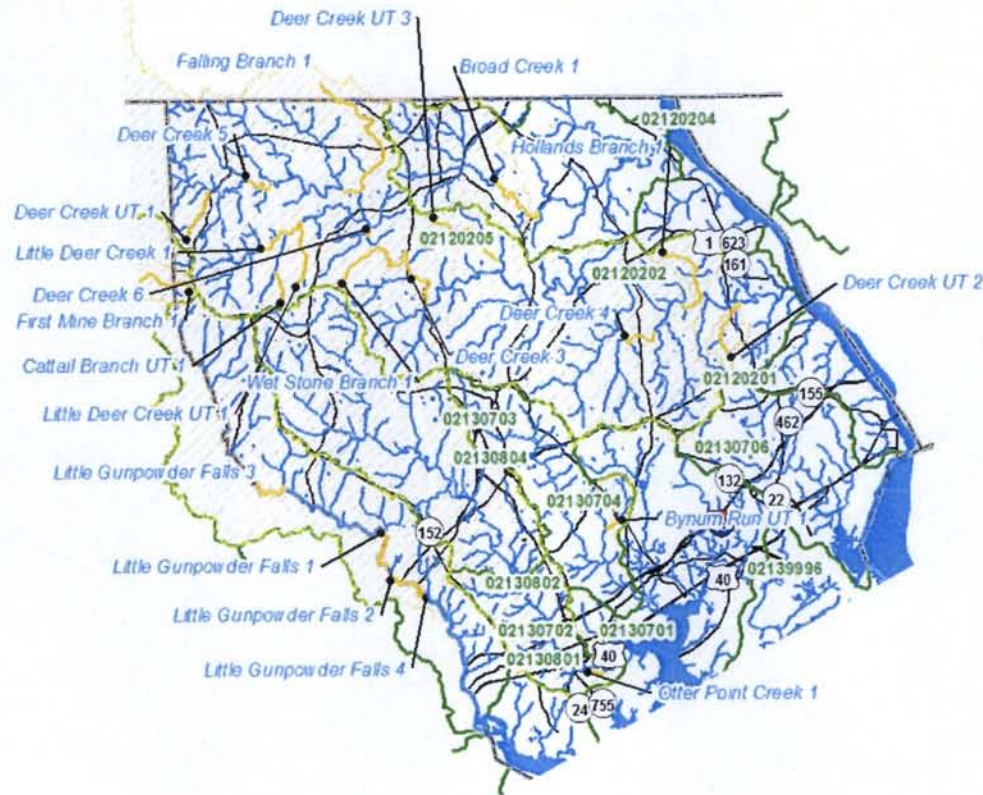 Deer Creek UT 3
Falling Branch 1
Broad Creek 1
02120204
Deer Creek 5
Hollands Branch 1
Deer Creek UT 1
Little Deer Creek 1
02120205
1
623
161
02120202
Deer Creek UT 2
Deer Creek 6
First Mine Branch 1
Deer Creek 4
Cattail Branch UT 1
Deer Creek 3
Wet Stone Branch 1
02120201
155
Little Deer Creek UT 1
02130703
462
02130706
Little Gunpowder Falls 3
02130804
132
02130704
22
Bynum Run UT 1
152
Little Gunpowder Falls 1
02139996
02130802
40
Little Gunpowder Falls 2
02130702
02130701
02130801
40
Little Gunpowder Falls 4
Otter Point Creek 1
24
755